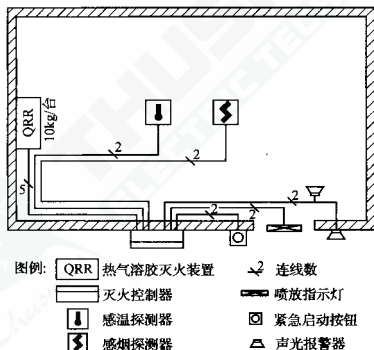 QRR
10kg/台
2
2
5
2
2
2
图例:
QRR 热气溶胶灭火装置
2 连线数
灭火控制器
喷放指示灯
感温探测器
紧急启动按钮
感烟探测器
声光报警器